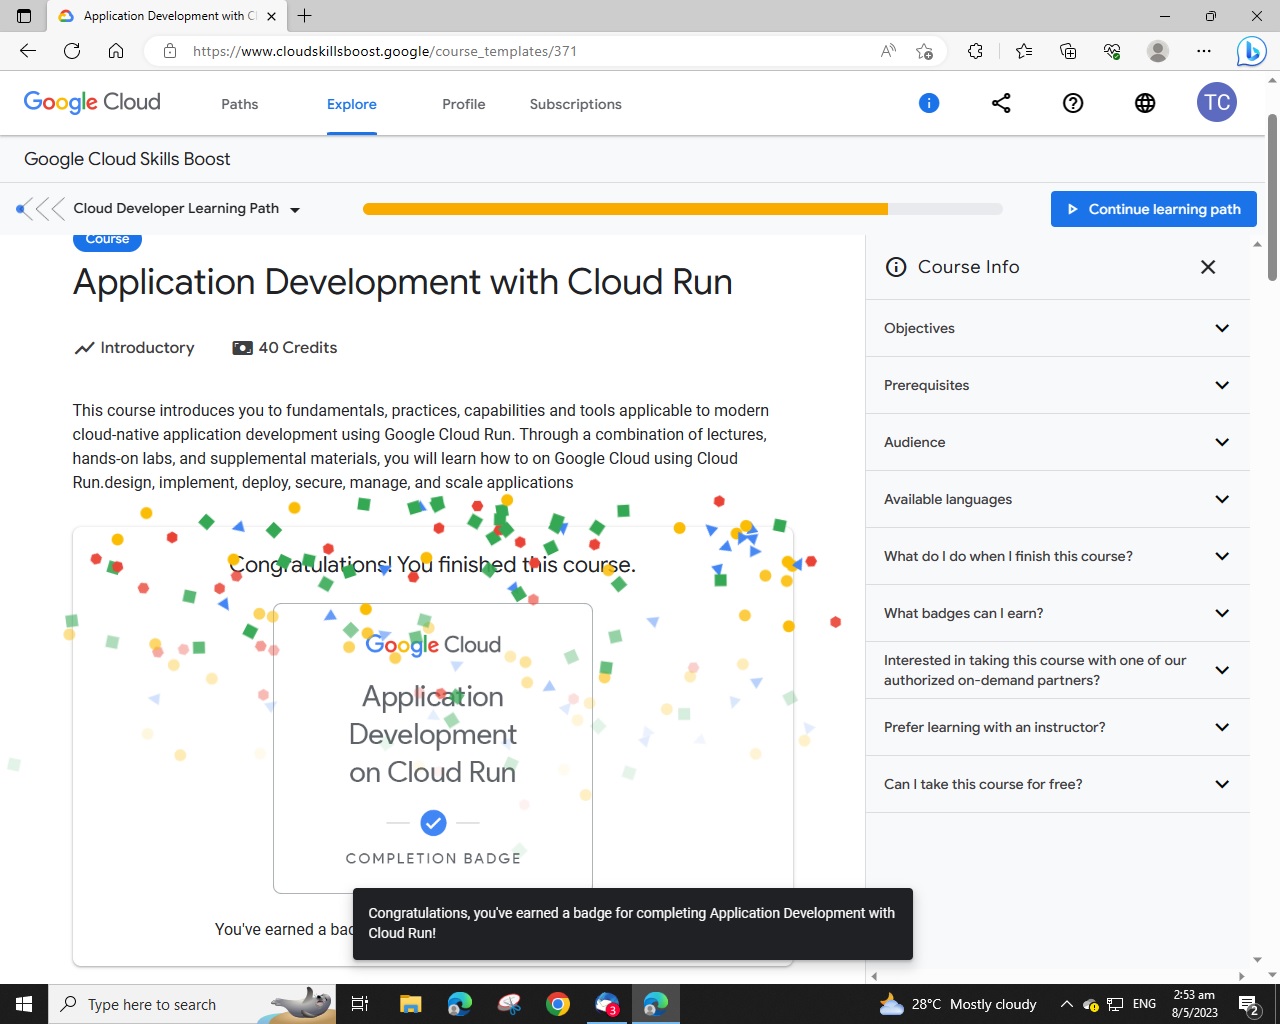 Application Development with Cl
https://www.cloudskillsboost.google/course_templates/371
Google Cloud
Paths
Explore
Profile
Subscriptions
TC
Google Cloud Skills Boost
Cloud Developer Learning Path
Continue learning path
Course
Application Development with Cloud Run
Introductory
40 Credits
This course introduces you to fundamentals, practices, capabilities and tools applicable to modern
cloud-native application development using Google Cloud Run. Through a combination of lectures,
hands-on labs, and supplemental materials, you will learn how to on Google Cloud using Cloud
Run.design, implement, deploy, secure, manage, and scale applications
Congratulations! You finished this course.
Google Cloud
Application
Development
on Cloud Run
COMPLETION BADGE
You've earned a bad
Congratulations, you've earned a badge for completing Application Development with
Cloud Run!
Course Info
Objectives
Prerequisites
Audience
Available languages
What do I do when I finish this course?
What badges can I earn?
Interested in taking this course with one of our
authorized on-demand partners?
Prefer learning with an instructor?
Can I take this course for free?
Type here to search
3
28°C Mostly cloudy
ENG
2:53 am
8/5/2023
2